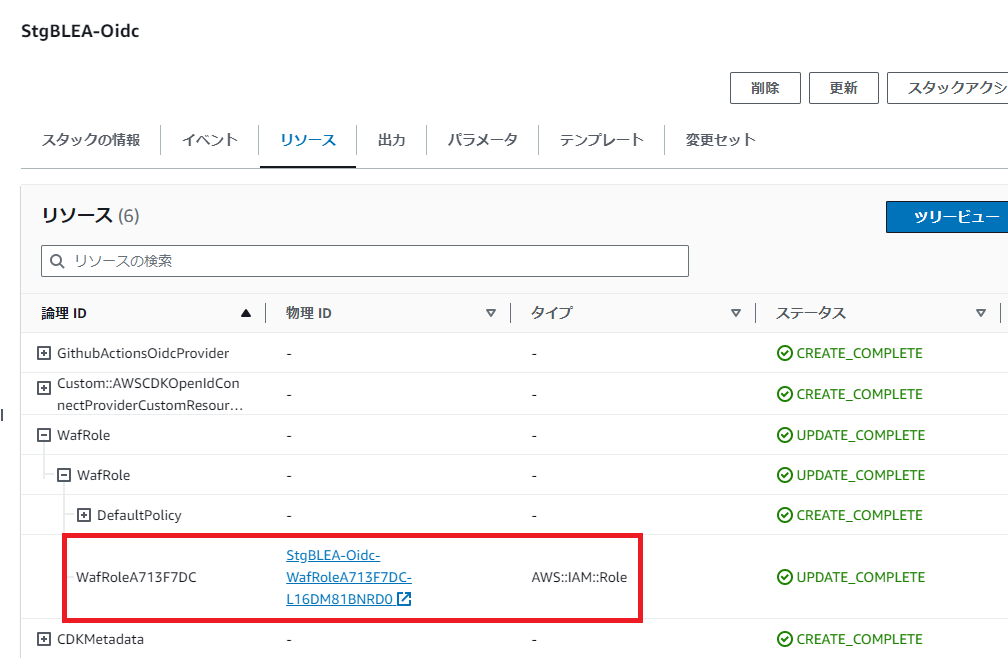 StgBLEA-Oidc
削除 更新 スタックアクシ
スタックの情報 イベント リソース 出力 パラメータ テンプレート 変更セット
リソース (6)
ツリービュー
リソースの検索
論理 ID 物理 ID タイプ ステータス
GithubActionsOidcProvider - - CREATE_COMPLETE
Custom::AWSCDKOpenIdCon
nectProviderCustomResour... - - CREATE_COMPLETE
WafRole - - UPDATE_COMPLETE
WafRole - - UPDATE_COMPLETE
DefaultPolicy - - CREATE_COMPLETE
StgBLEA-Oidc-
WafRoleA713F7DC WafRoleA713F7DC- AWS::IAM::Role UPDATE_COMPLETE
L16DM81BNRD0
CDKMetadata - - CREATE_COMPLETE